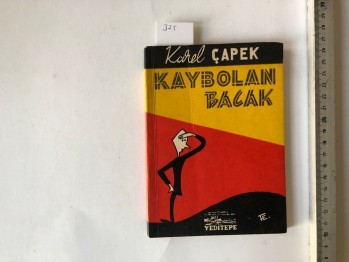 321
Karel ÇAPEK
KAYBOLAN
BACAK
YEDİTEPE